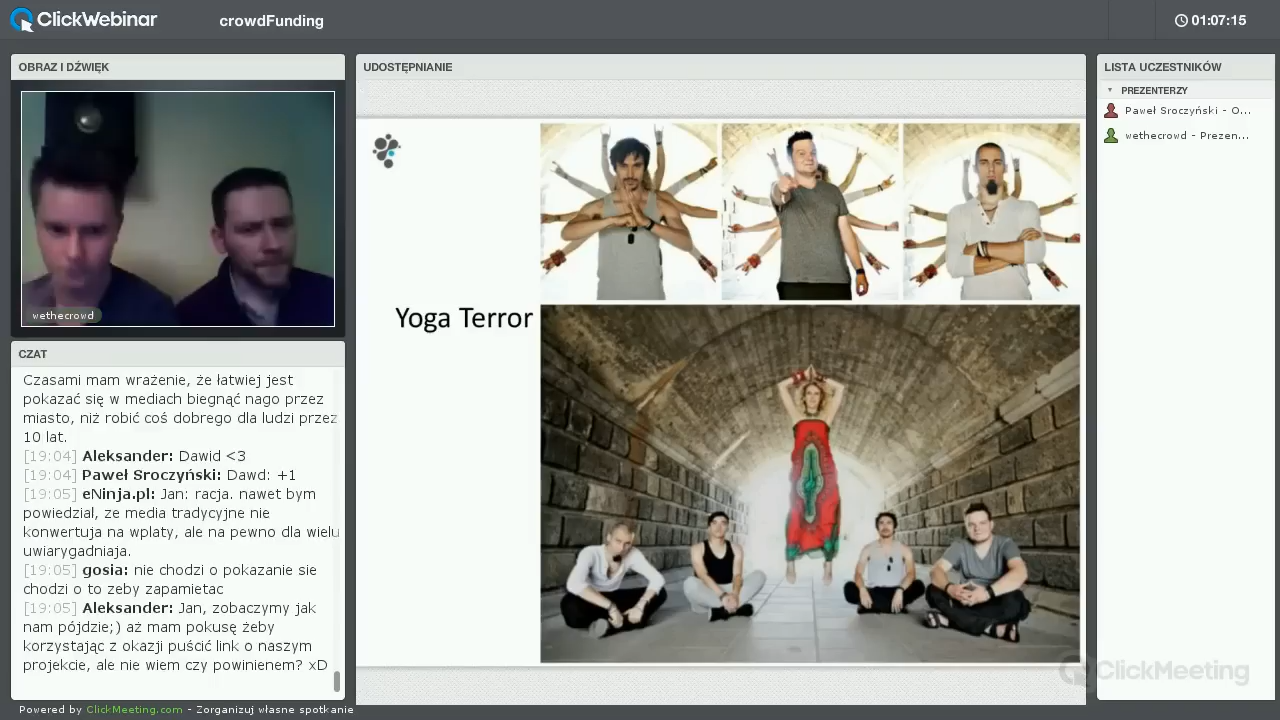 ClickWebinar
crowdFunding
01:07:15
OBRAZ I DŹWIĘK
wethecrowd
CZAT
Czasami mam wrażenie, że łatwiej jest
pokazać się w mediach biegnąć nago przez
miasto, niż robić coś dobrego dla ludzi przez
10 lat.
[19:04] Aleksander: Dawid <3
[19:04] Paweł Sroczyński: Dawd: +1
[19:05] eNinja.pl: Jan: racja. nawet bym
powiedzial, ze media tradycyjne nie
konwertuja na wplaty, ale na pewno dla wielu
uwiarygadniaja.
[19:05] gosia: nie chodzi o pokazanie sie
chodzi o to zeby zapamietac
[19:05] Aleksander: Jan, zobaczymy jak
nam pójdzie;) aż mam pokusę żeby
korzystając z okazji puścić link o naszym
projekcie, ale nie wiem czy powinienem? xD
Powered by ClickMeeting.com - Zorganizuj własne spotkanie
UDOSTĘPNIANIE
Yoga Terror
ClickMeeting
LISTA UCZESTNIKÓW
PREZENTERZY
Paweł Sroczyński - O...
wethecrowd - Prezen...